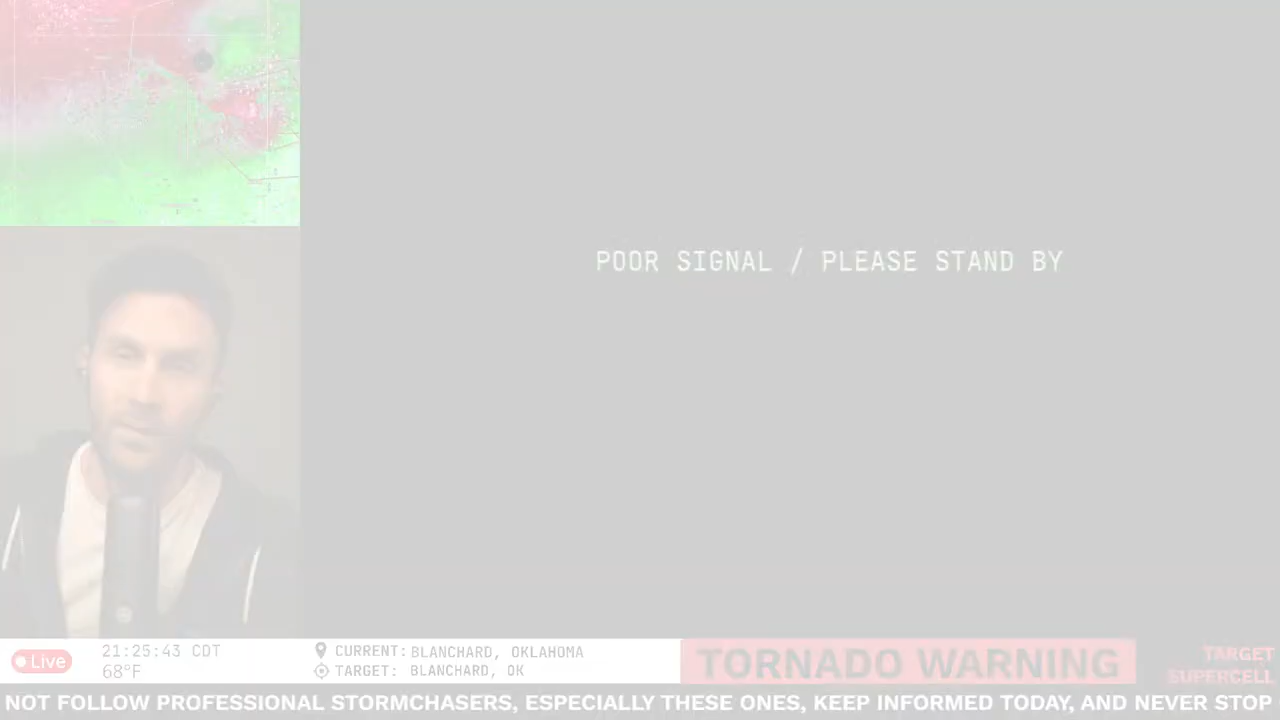 POOR SIGNAL / PLEASE STAND BY
Live
21:25:43 CDT
68°F
CURRENT: BLANCHARD, OKLAHOMA
TARGET: BLANCHARD, OK
TORNADO WARNING
TARGET
SUPERCELL
NOT FOLLOW PROFESSIONAL STORMCHASERS, ESPECIALLY THESE ONES, KEEP INFORMED TODAY, AND NEVER STOP